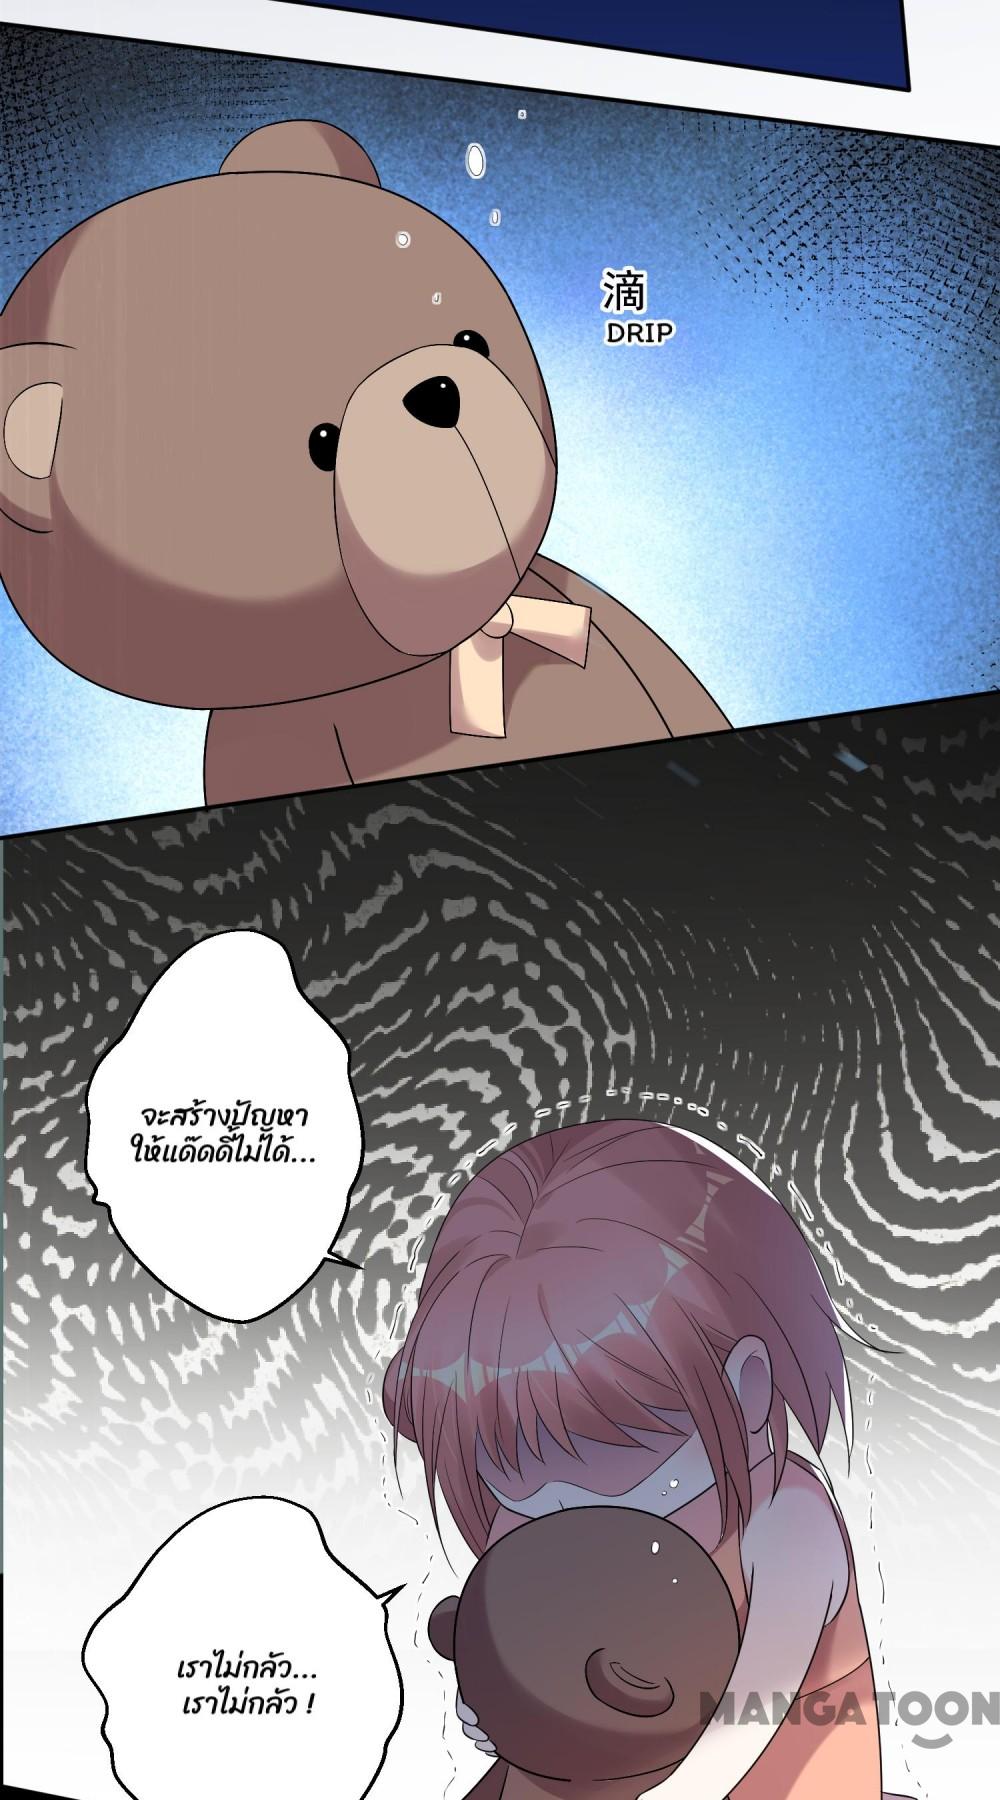 滴
DRIP
จะสร้างปัญหา
ให้แด๊ดดี้ไม่ได้...
เราไม่กลัว...
เราไม่กลัว !
MANGATOON